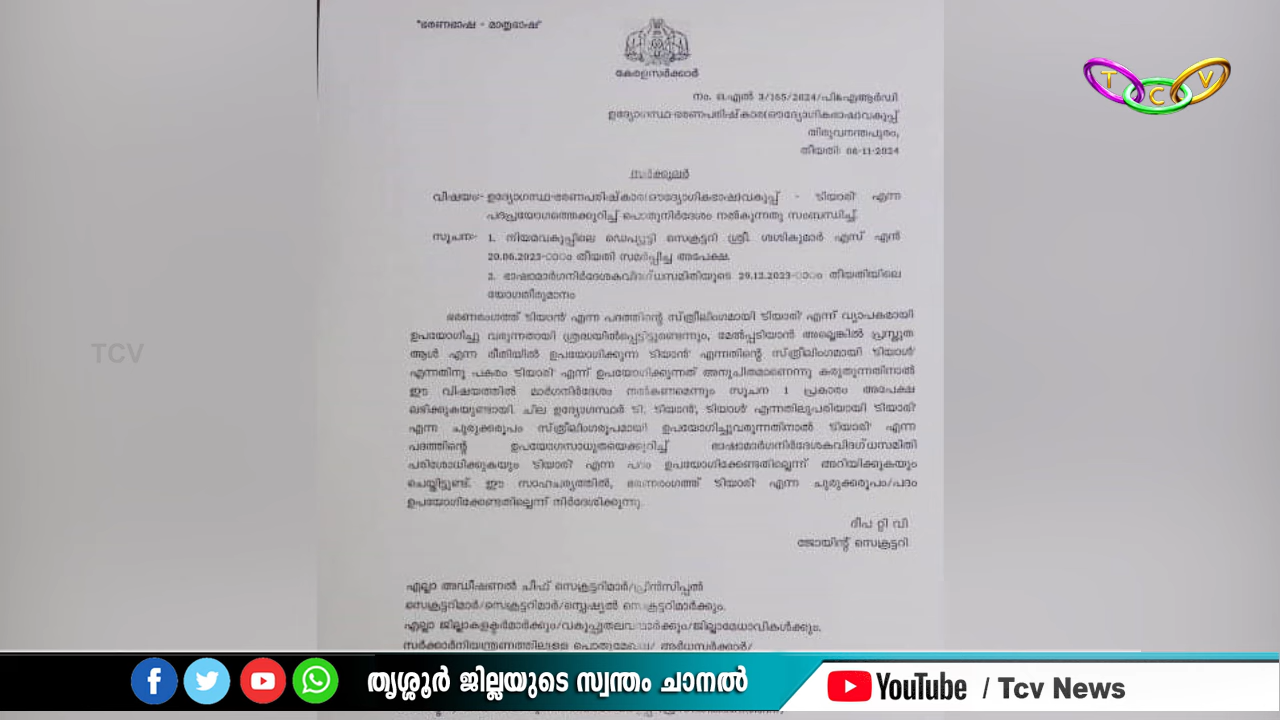 "ഭരണഭാഷ - മാതൃഭാഷ"
കേരളസർക്കാർ
T C V
നം. ഒ.എൽ 3/165/2024/പി&എആർഡി
ഉദ്യോഗസ്ഥ-ഭരണപരിഷ്കാര(ഔദ്യോഗികഭാഷ)വകുപ്പ്
തിരുവനന്തപുരം,
തീയതി: 08-11-2024
സർക്കുലർ
വിഷയം:- ഉദ്യോഗസ്ഥ-ഭരണപരിഷ്കാര(ഔദ്യോഗികഭാഷ)വകുപ്പ് - 'ടിയാരി' എന്ന
പദപ്രയോഗത്തെക്കുറിച്ച് പൊതുനിർദേശം നൽകുന്നതു സംബന്ധിച്ച്.
സൂചന:- 1. നിയമവകുപ്പിലെ ഡെപ്യൂട്ടി സെക്രട്ടറി ശ്രീ. ശശികുമാർ എസ് എൻ
20.06.2023-ാം തീയതി സമർപ്പിച്ച അപേക്ഷ.
2. ഭാഷാമാർഗനിർദേശകവിദഗ്ധസമിതിയുടെ 29.12.2023-ാം തീയതിയിലെ
യോഗതീരുമാനം
TCV
ഭരണരംഗത്ത് 'ടിയാൻ' എന്ന പദത്തിന്റെ സ്ത്രീലിംഗമായി 'ടിയാരി' എന്ന് വ്യാപകമായി
ഉപയോഗിച്ചു വരുന്നതായി ശ്രദ്ധയിൽപ്പെട്ടിട്ടുണ്ടെന്നും, മേൽപ്പടിയാൻ അല്ലെങ്കിൽ പ്രസ്തുത
ആൾ എന്ന രീതിയിൽ ഉപയോഗിക്കുന്ന 'ടിയാൻ' എന്നതിന്റെ സ്ത്രീലിംഗമായി 'ടിയാൾ'
എന്നതിനു പകരം 'ടിയാരി' എന്ന് ഉപയോഗിക്കുന്നത് അനുചിതമാണെന്നു കരുതുന്നതിനാൽ
ഈ വിഷയത്തിൽ മാർഗനിർദേശം നൽകണമെന്നും സൂചന 1 പ്രകാരം അപേക്ഷ
ലഭിക്കുകയുണ്ടായി. ചില ഉദ്യോഗസ്ഥർ 'ടി', 'ടിയാൻ', 'ടിയാൾ' എന്നതിലുപരിയായി 'ടിയാരി'
എന്ന ചുരുക്കരൂപം സ്ത്രീലിംഗരൂപമായി ഉപയോഗിച്ചുവരുന്നതിനാൽ 'ടിയാരി' എന്ന
പദത്തിന്റെ ഉപയോഗസാധുതയെക്കുറിച്ച് ഭാഷാമാർഗനിർദേശകവിദഗ്ധസമിതി
പരിശോധിക്കുകയും 'ടിയാരി' എന്ന പദം ഉപയോഗിക്കേണ്ടതില്ലെന്ന് അറിയിക്കുകയും
ചെയ്തിട്ടുണ്ട്. ഈ സാഹചര്യത്തിൽ, ഭരണരംഗത്ത് 'ടിയാരി' എന്ന ചുരുക്കരൂപം/പദം
ഉപയോഗിക്കേണ്ടതില്ലെന്ന് നിർദേശിക്കുന്നു.
ദീപ റ്റി വി
ജോയിന്റ് സെക്രട്ടറി
എല്ലാ അഡീഷണൽ ചീഫ് സെക്രട്ടറിമാർ/പ്രിൻസിപ്പൽ
സെക്രട്ടറിമാർ/സെക്രട്ടറിമാർ/സ്പെഷ്യൽ സെക്രട്ടറിമാർക്കും.
എല്ലാ ജില്ലാകളക്ടർമാർക്കും/വകുപ്പുതലവന്മാർക്കും/ജില്ലാമേധാവികൾക്കും.
സർക്കാർനിയന്ത്രണത്തിലുള്ള പൊതുമേഖല/ അർധസർക്കാർ/
തൃശ്ശൂർ ജില്ലയുടെ സ്വന്തം ചാനൽ
YouTube / Tcv News